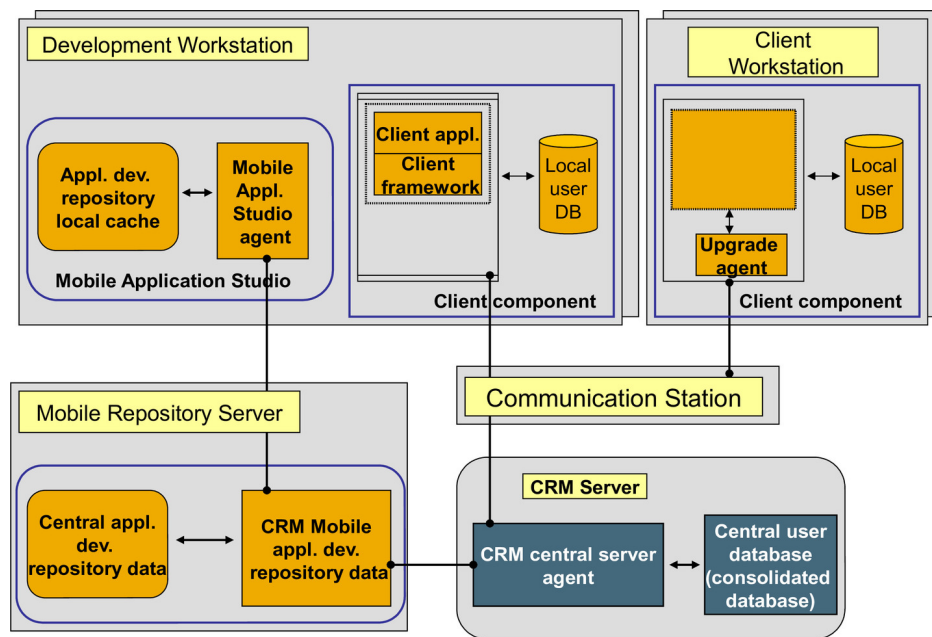 Development Workstation
Client
Workstation
Appl. dev.
repository
local cache
Mobile
Appl.
Studio
agent
Mobile Application Studio
Client appl.
Client
framework
Local
user
DB
Client component
Upgrade
agent
Local
user
DB
Client component
Mobile Repository Server
Communication Station
Central appl.
dev.
repository data
CRM Mobile
appl. dev.
repository data
CRM Server
CRM central server
agent
Central user
database
(consolidated
database)